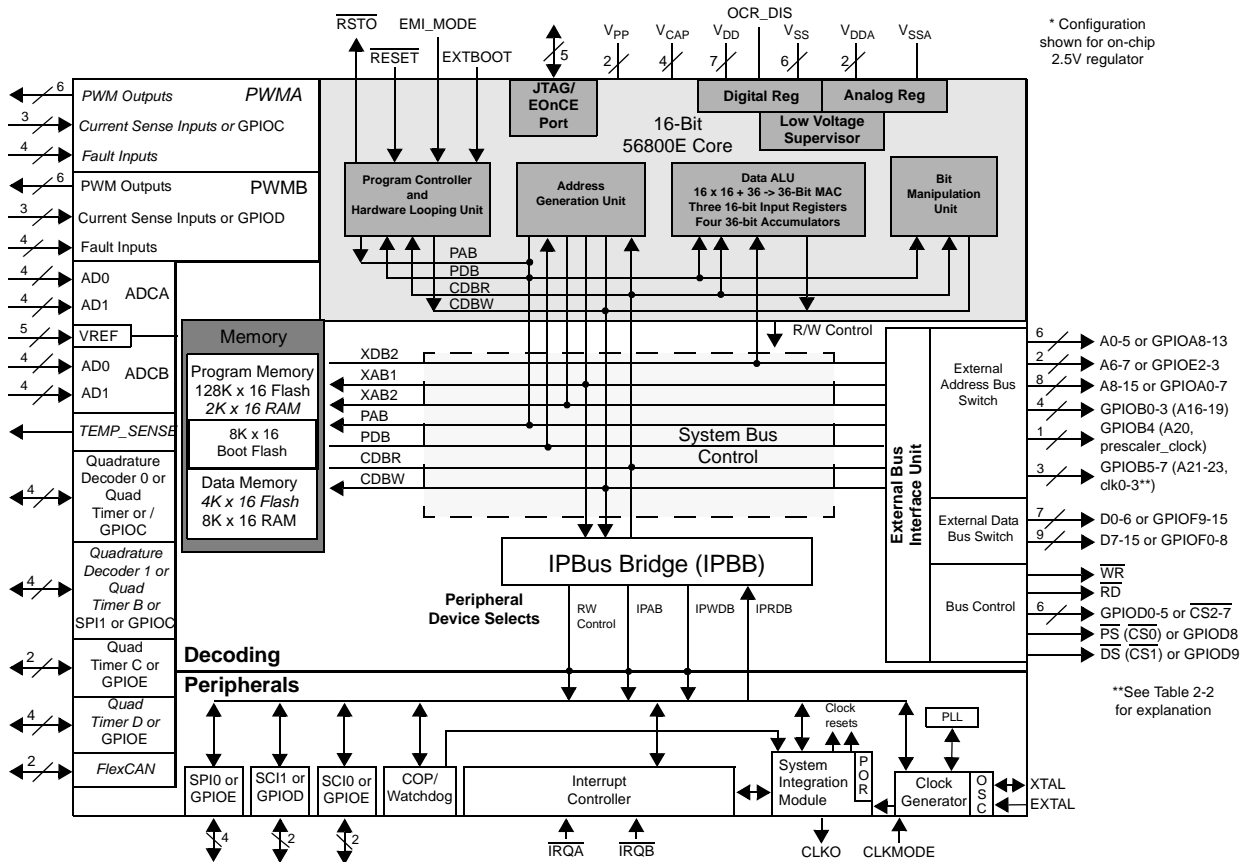 RSTO
EMI_MODE
RESET
EXTBOOT
5
VPP
2
VCAP
4
VDD
7
OCR_DIS
VSS
6
VDDA
2
VSSA
* Configuration
shown for on-chip
2.5V regulator
6
PWM Outputs
PWMA
3
Current Sense Inputs or GPIOC
4
Fault Inputs
6
PWM Outputs
PWMB
3
Current Sense Inputs or GPIOD
4
Fault Inputs
4
AD0
ADCA
4
AD1
5
VREF
4
AD0
ADCB
4
AD1
TEMP_SENSE
4
Quadrature
Decoder 0 or
Quad
Timer or /
GPIOC
4
Quadrature
Decoder 1 or
Quad
Timer B or
SPI1 or GPIOC
2
Quad
Timer C or
GPIOE
4
Quad
Timer D or
GPIOE
2
FlexCAN
JTAG/
EOnCE
Port
Digital Reg
Analog Reg
Low Voltage
Supervisor
16-Bit
56800E Core
Program Controller
and
Hardware Looping Unit
Address
Generation Unit
Data ALU
16 x 16 + 36 -> 36-Bit MAC
Three 16-bit Input Registers
Four 36-bit Accumulators
Bit
Manipulation
Unit
PAB
PDB
CDBR
CDBW
R/W Control
Memory
Program Memory
128K x 16 Flash
2K x 16 RAM
8K x 16
Boot Flash
Data Memory
4K x 16 Flash
8K x 16 RAM
XDB2
XAB1
XAB2
PAB
PDB
CDBR
CDBW
System Bus
Control
External Bus
Interface Unit
External
Address Bus
Switch
External Data
Bus Switch
Bus Control
6
A0-5 or GPIOA8-13
2
A6-7 or GPIOE2-3
8
A8-15 or GPIOA0-7
4
GPIOB0-3 (A16-19)
1
GPIOB4 (A20,
prescaler_clock)
3
GPIOB5-7 (A21-23,
clk0-3**)
7
D0-6 or GPIOF9-15
9
D7-15 or GPIOF0-8
WR
RD
6
GPIOD0-5 or CS2-7
PS (CS0) or GPIOD8
DS (CS1) or GPIOD9
**See Table 2-2
for explanation
IPBus Bridge (IPBB)
Peripheral
Device Selects
RW
Control
IPAB
IPWDB
IPRDB
Decoding
Peripherals
SPI0 or
GPIOE
4
SCI1 or
GPIOD
2
SCI0 or
GPIOE
2
COP/
Watchdog
Interrupt
Controller
IRQA
IRQB
Clock
resets
System
Integration
Module
POR
CLKO
PLL
Clock
Generator
OSC
CLKMODE
XTAL
EXTAL